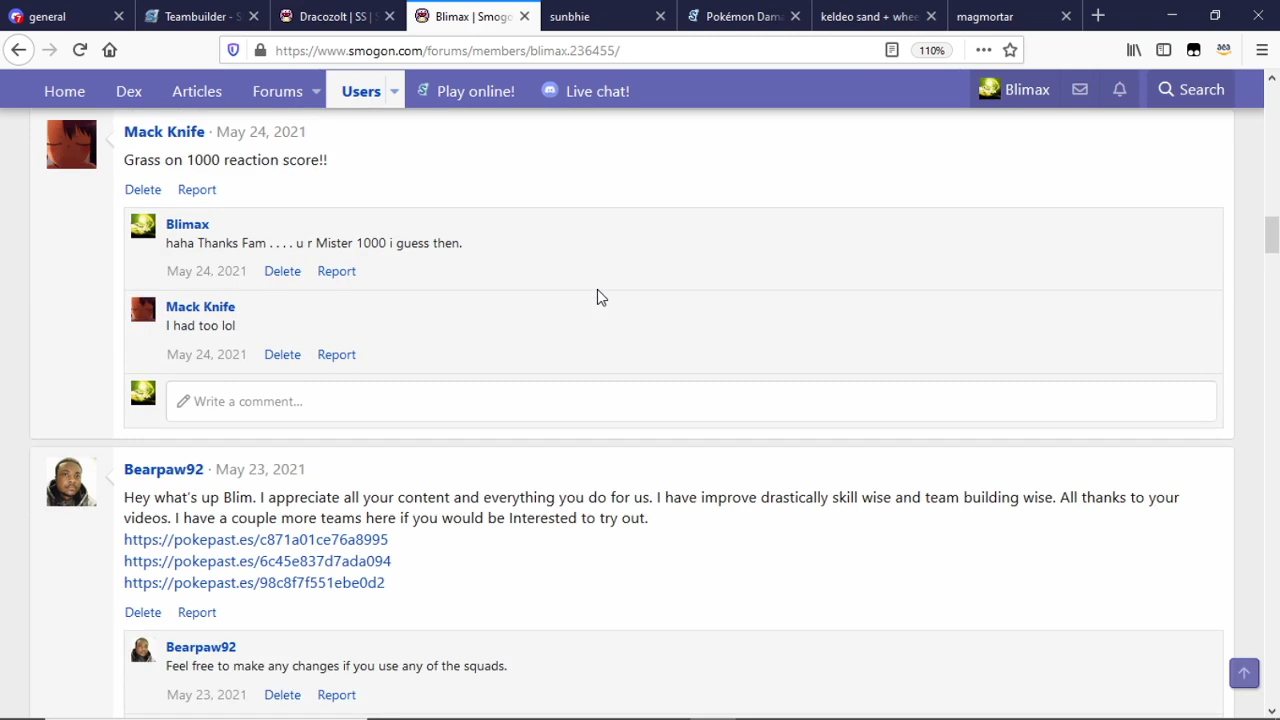 general
Teambuilder - S
Dracozolt | SS |
Blimax | Smogo
sunbhie
Pokémon Dama
keldeo sand + whee
magmortar
https://www.smogon.com/forums/members/blimax.236455/
110%
Home Dex Articles Forums Users Play online! Live chat! Blimax Search
Mack Knife · May 24, 2021
Grass on 1000 reaction score!!
Delete Report
Blimax
haha Thanks Fam . . . . u r Mister 1000 i guess then.
May 24, 2021 Delete Report
Mack Knife
I had too lol
May 24, 2021 Delete Report
Write a comment...
Bearpaw92 · May 23, 2021
Hey what's up Blim. I appreciate all your content and everything you do for us. I have improve drastically skill wise and team building wise. All thanks to your
videos. I have a couple more teams here if you would be Interested to try out.
https://pokepast.es/c871a01ce76a8995
https://pokepast.es/6c45e837d7ada094
https://pokepast.es/98c8f7f551ebe0d2
Delete Report
Bearpaw92
Feel free to make any changes if you use any of the squads.
May 23, 2021 Delete Report